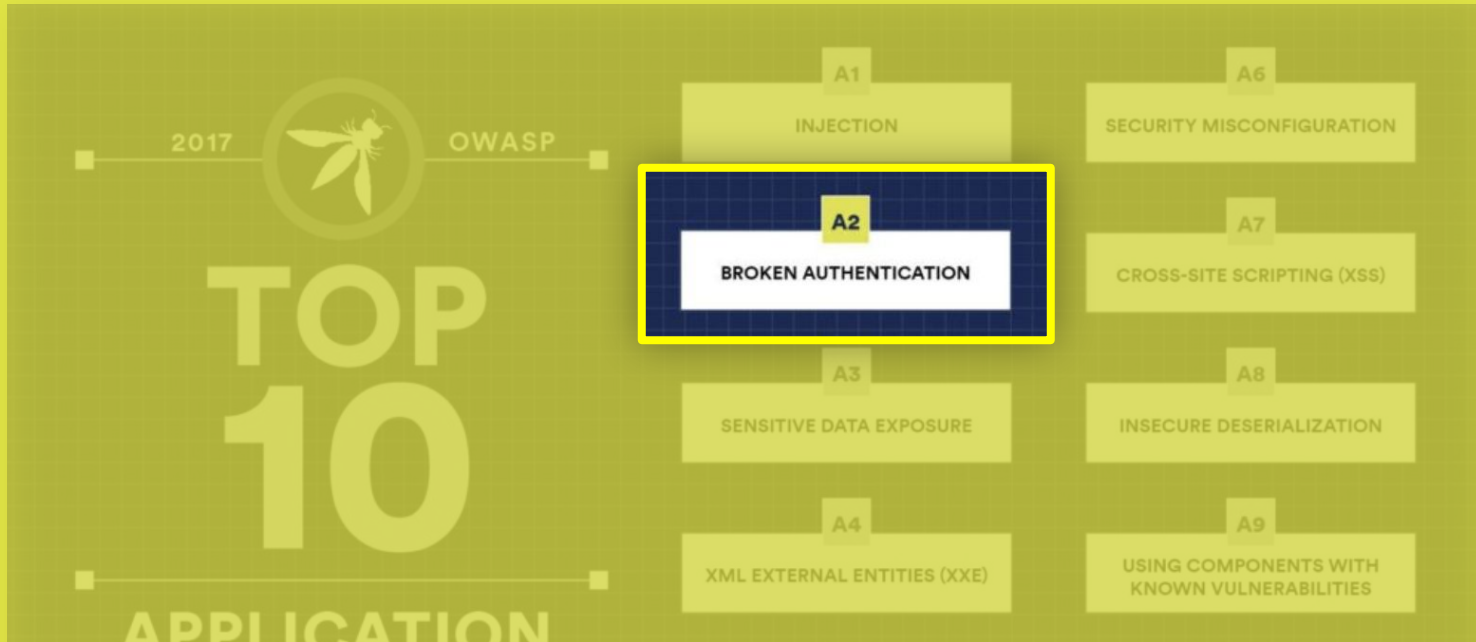 2017 OWASP
TOP
10
APPLICATION
A1
INJECTION
A2
BROKEN AUTHENTICATION
A3
SENSITIVE DATA EXPOSURE
A4
XML EXTERNAL ENTITIES (XXE)
A6
SECURITY MISCONFIGURATION
A7
CROSS-SITE SCRIPTING (XSS)
A8
INSECURE DESERIALIZATION
A9
USING COMPONENTS WITH
KNOWN VULNERABILITIES